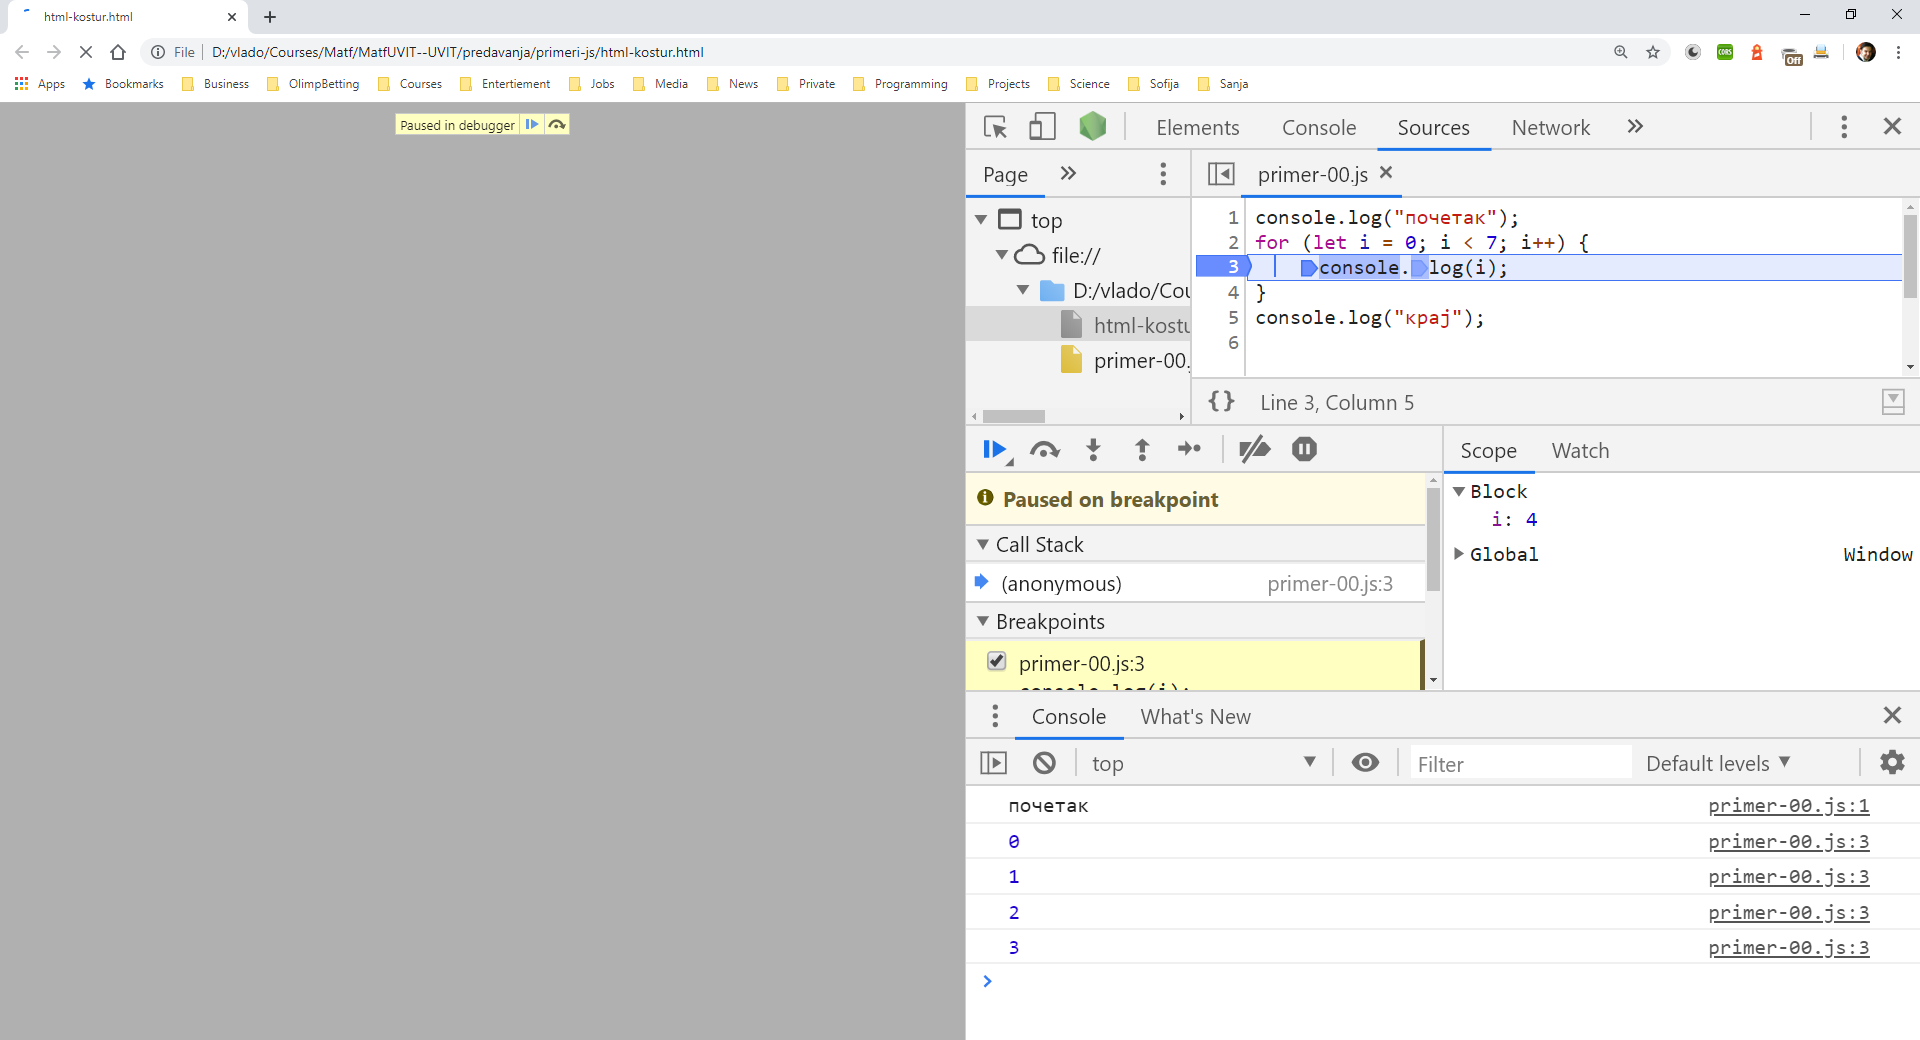 html-kostur.html
File D:/vlado/Courses/Matf/MatfUVIT--UVIT/predavanja/primeri-js/html-kostur.html
CORS
Off
Apps Bookmarks Business OlimpBetting Courses Entertiement Jobs Media News Private Programming Projects Science Sofija Sanja
Paused in debugger
Elements Console Sources Network
Page
top
file://
D:/vlado/Cou
html-kostu
primer-00.
primer-00.js
1 console.log("почетак");
2 for (let i = 0; i < 7; i++) {
3 console.log(i);
4 }
5 console.log("крај");
6
{} Line 3, Column 5
Paused on breakpoint
Call Stack
(anonymous) primer-00.js:3
Breakpoints
primer-00.js:3
console.log(i);
Scope Watch
Block
i: 4
Global Window
Console What's New
top Filter Default levels
почетак primer-00.js:1
0 primer-00.js:3
1 primer-00.js:3
2 primer-00.js:3
3 primer-00.js:3